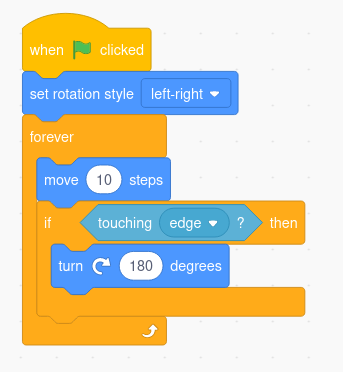 when clicked
set rotation style left-right
forever
move 10 steps
if touching edge ? then
turn 180 degrees